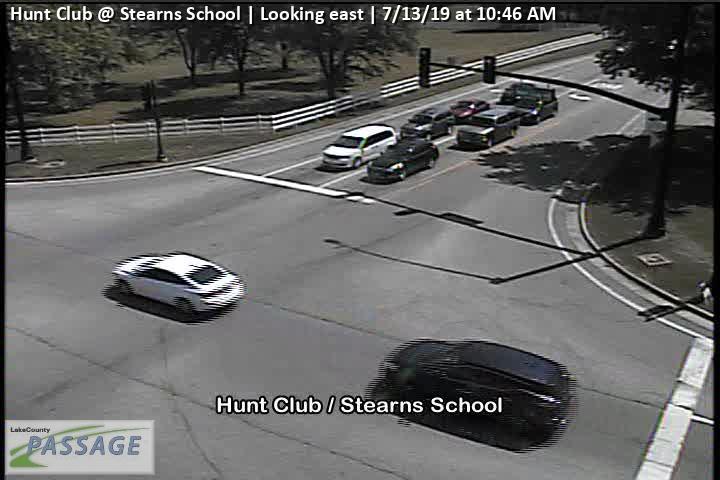 Hunt Club @ Stearns School | Looking east | 7/13/19 at 10:46 AM
Hunt Club / Stearns School
LakeCounty
PASSAGE